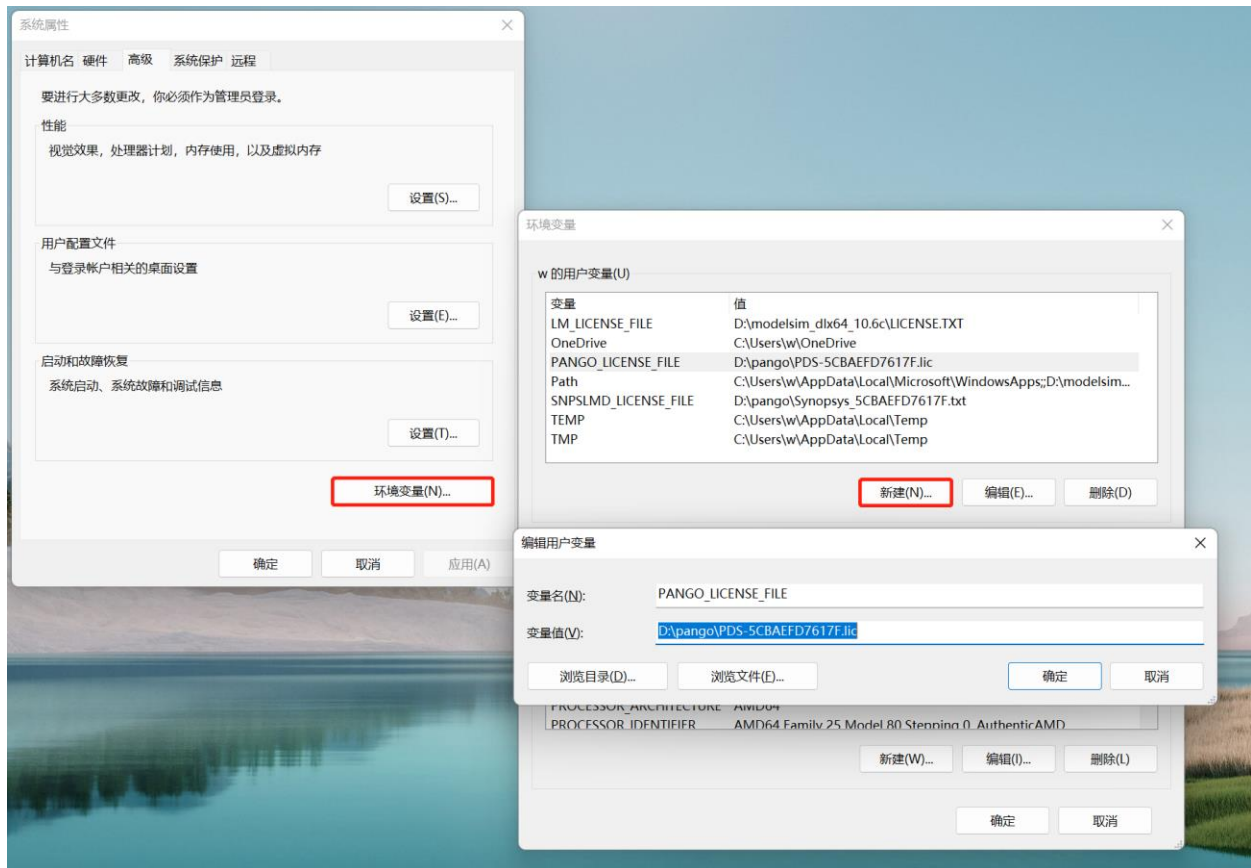 系统属性
计算机名 硬件 高级 系统保护 远程
要进行大多数更改，你必须作为管理员登录。
性能
视觉效果，处理器计划，内存使用，以及虚拟内存
设置(S)...
用户配置文件
与登录帐户相关的桌面设置
设置(E)...
启动和故障恢复
系统启动、系统故障和调试信息
设置(T)...
环境变量(N)...
确定 取消 应用(A)
环境变量
w 的用户变量(U)
变量 值
LM_LICENSE_FILE D:\modelsim_dlx64_10.6c\LICENSE.TXT
OneDrive C:\Users\w\OneDrive
PANGO_LICENSE_FILE D:\pango\PDS-5CBAEFD7617F.lic
Path C:\Users\w\AppData\Local\Microsoft\WindowsApps;;D:\modelsim...
SNPSLMD_LICENSE_FILE D:\pango\Synopsys_5CBAEFD7617F.txt
TEMP C:\Users\w\AppData\Local\Temp
TMP C:\Users\w\AppData\Local\Temp
新建(N)... 编辑(E)... 删除(D)
编辑用户变量
变量名(N): PANGO_LICENSE_FILE
变量值(V): D:\pango\PDS-5CBAEFD7617F.lic
浏览目录(D)... 浏览文件(F)... 确定 取消
PROCESSOR_ARCHITECTURE AMD64
PROCESSOR_IDENTIFIER AMD64 Family 25 Model 80 Stepping 0, AuthenticAMD
新建(W)... 编辑(I)... 删除(L)
确定 取消